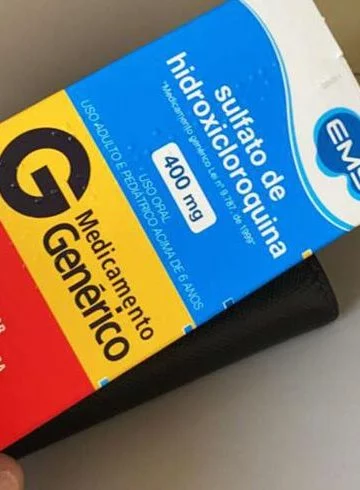 sulfato de
hidroxicloroquina
"Medicamento genérico Lei nº 9.787, de 1999"
400 mg
USO ORAL
USO ADULTO E PEDIÁTRICO ACIMA DE 6 ANOS
EMS
G
Medicamento
Genérico